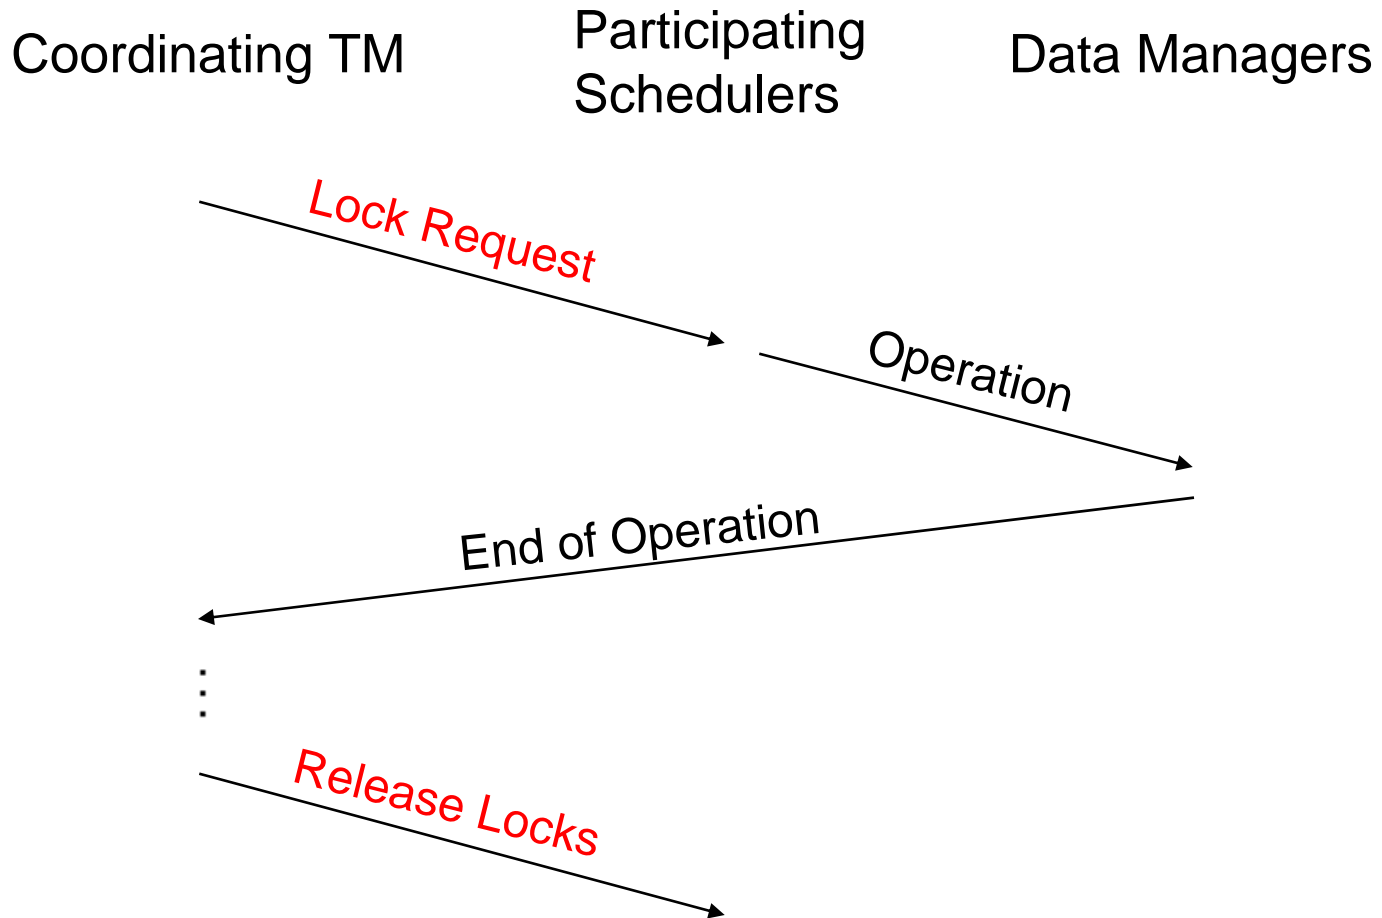 Coordinating TM
Participating
Schedulers
Data Managers
Lock Request
Operation
End of Operation
⋮
Release Locks